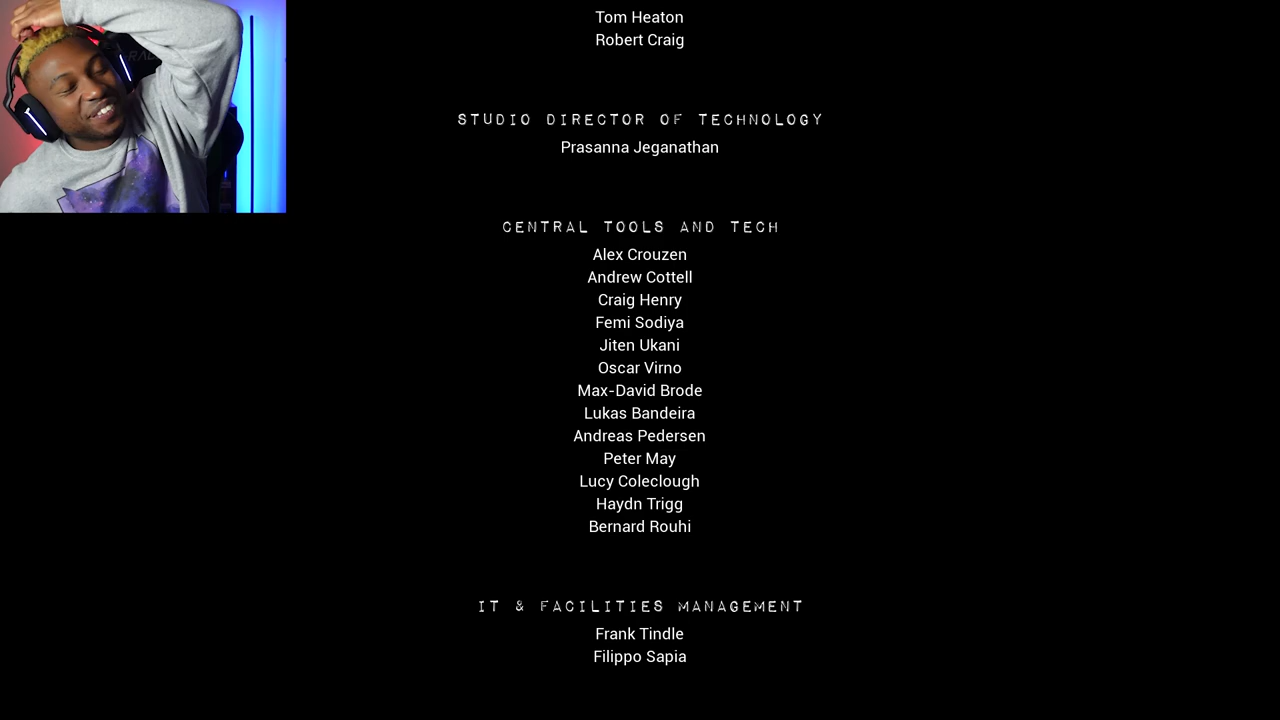 Tom Heaton
Robert Craig
STUDIO DIRECTOR OF TECHNOLOGY
Prasanna Jeganathan
CENTRAL TOOLS AND TECH
Alex Crouzen
Andrew Cottell
Craig Henry
Femi Sodiya
Jiten Ukani
Oscar Virno
Max-David Brode
Lukas Bandeira
Andreas Pedersen
Peter May
Lucy Coleclough
Haydn Trigg
Bernard Rouhi
IT & FACILITIES MANAGEMENT
Frank Tindle
Filippo Sapia